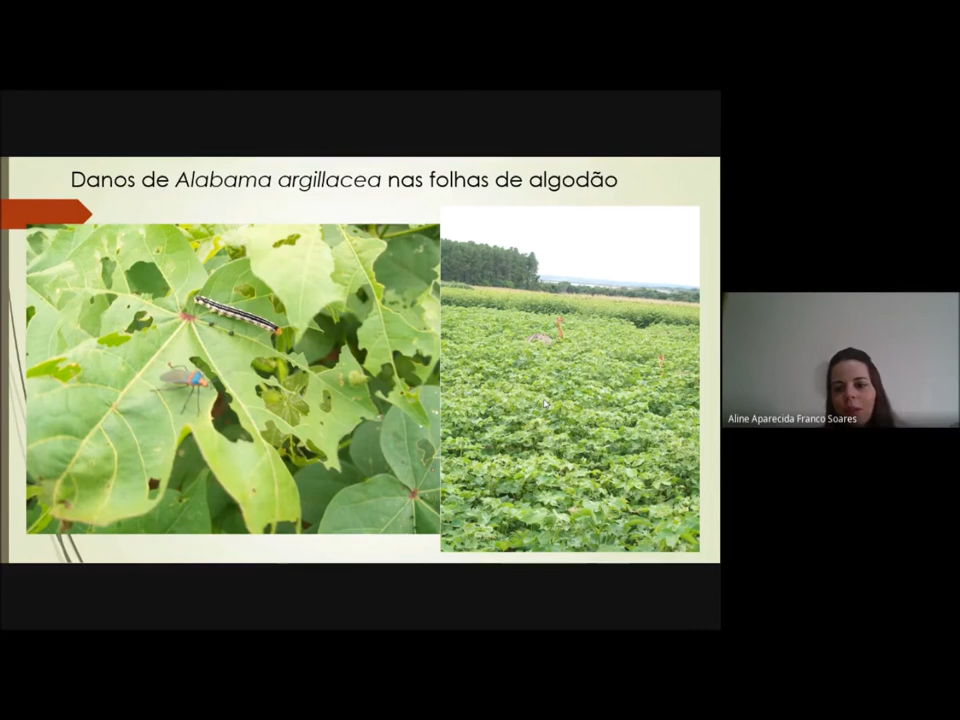 Danos de Alabama argillacea nas folhas de algodão
Aline Aparecida Franco Soares